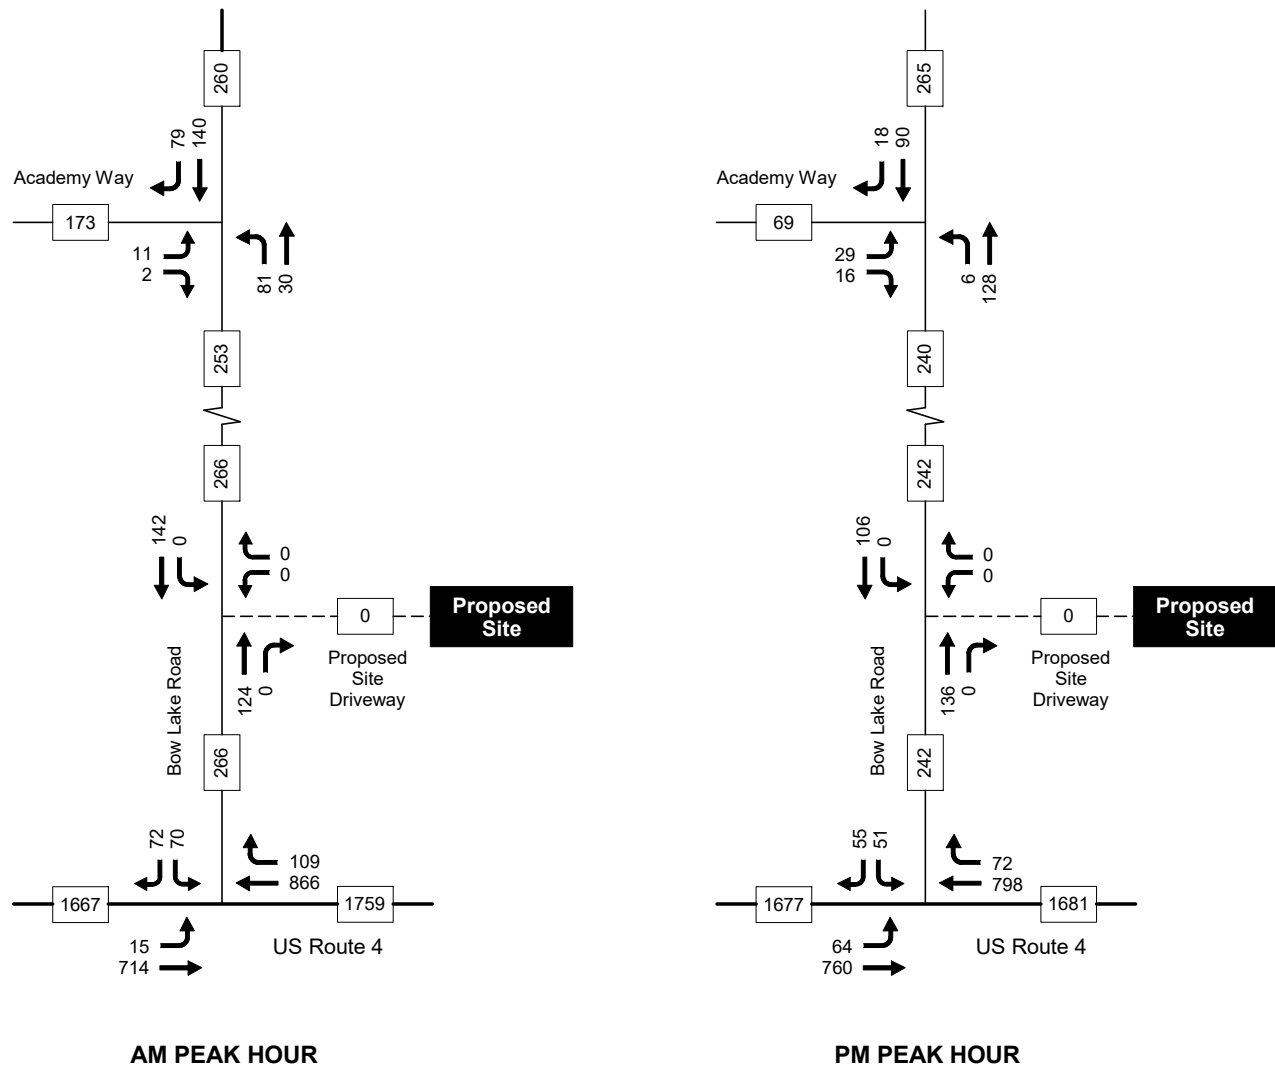 260
79
140
Academy Way
173
11
2
81
30
253
266
142
0
0
0
0
Proposed
Site
Proposed
Site
Driveway
124
0
Bow Lake Road
266
72
70
109
866
1667
1759
15
714
US Route 4
AM PEAK HOUR
265
18
90
Academy Way
69
29
16
6
128
240
242
106
0
0
0
0
Proposed
Site
Proposed
Site
Driveway
136
0
Bow Lake Road
242
55
51
72
798
1677
1681
64
760
US Route 4
PM PEAK HOUR